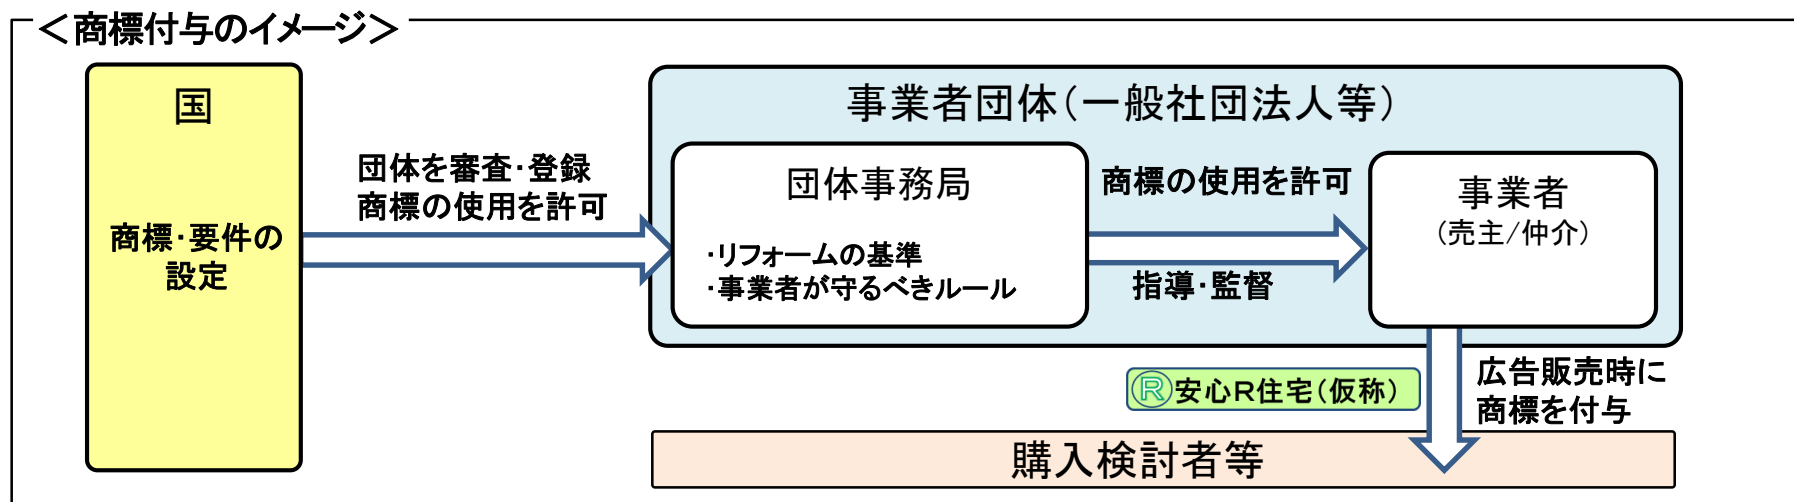 ＜商標付与のイメージ＞
国
商標・要件の
設定
団体を審査・登録
商標の使用を許可
事業者団体（一般社団法人等）
団体事務局
・リフォームの基準
・事業者が守るべきルール
商標の使用を許可
指導・監督
事業者
（売主/仲介）
Ⓡ安心R住宅（仮称）
広告販売時に
商標を付与
購入検討者等